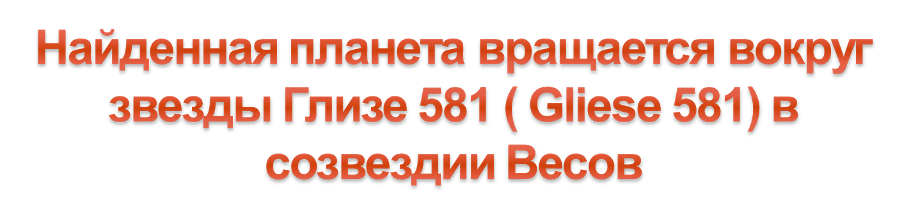 Найденная планета вращается вокруг
звезды Глизе 581 ( Gliese 581) в
созвездии Весов